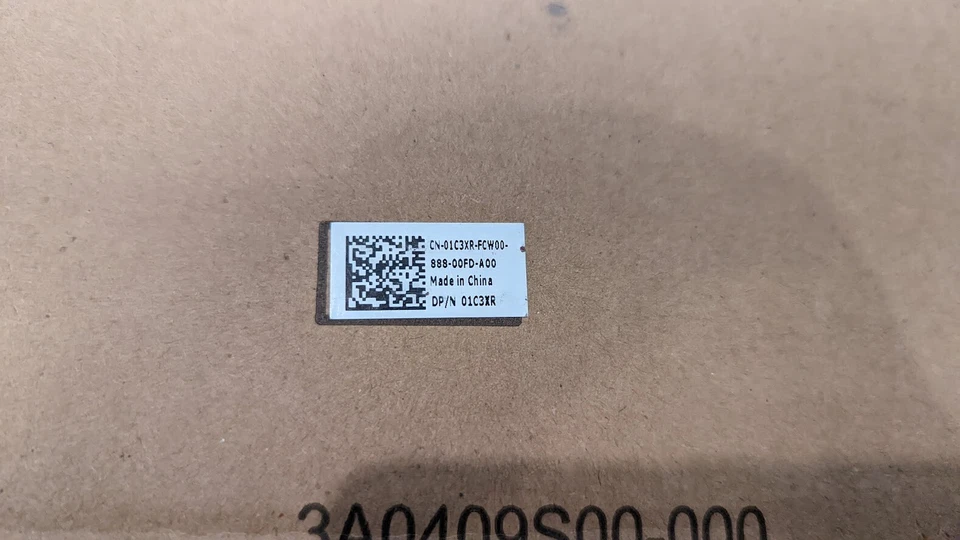 CN-01C3XR-FCW00-
888-00FD-A00
Made in China
DP/N 01C3XR
3A0409S00-000